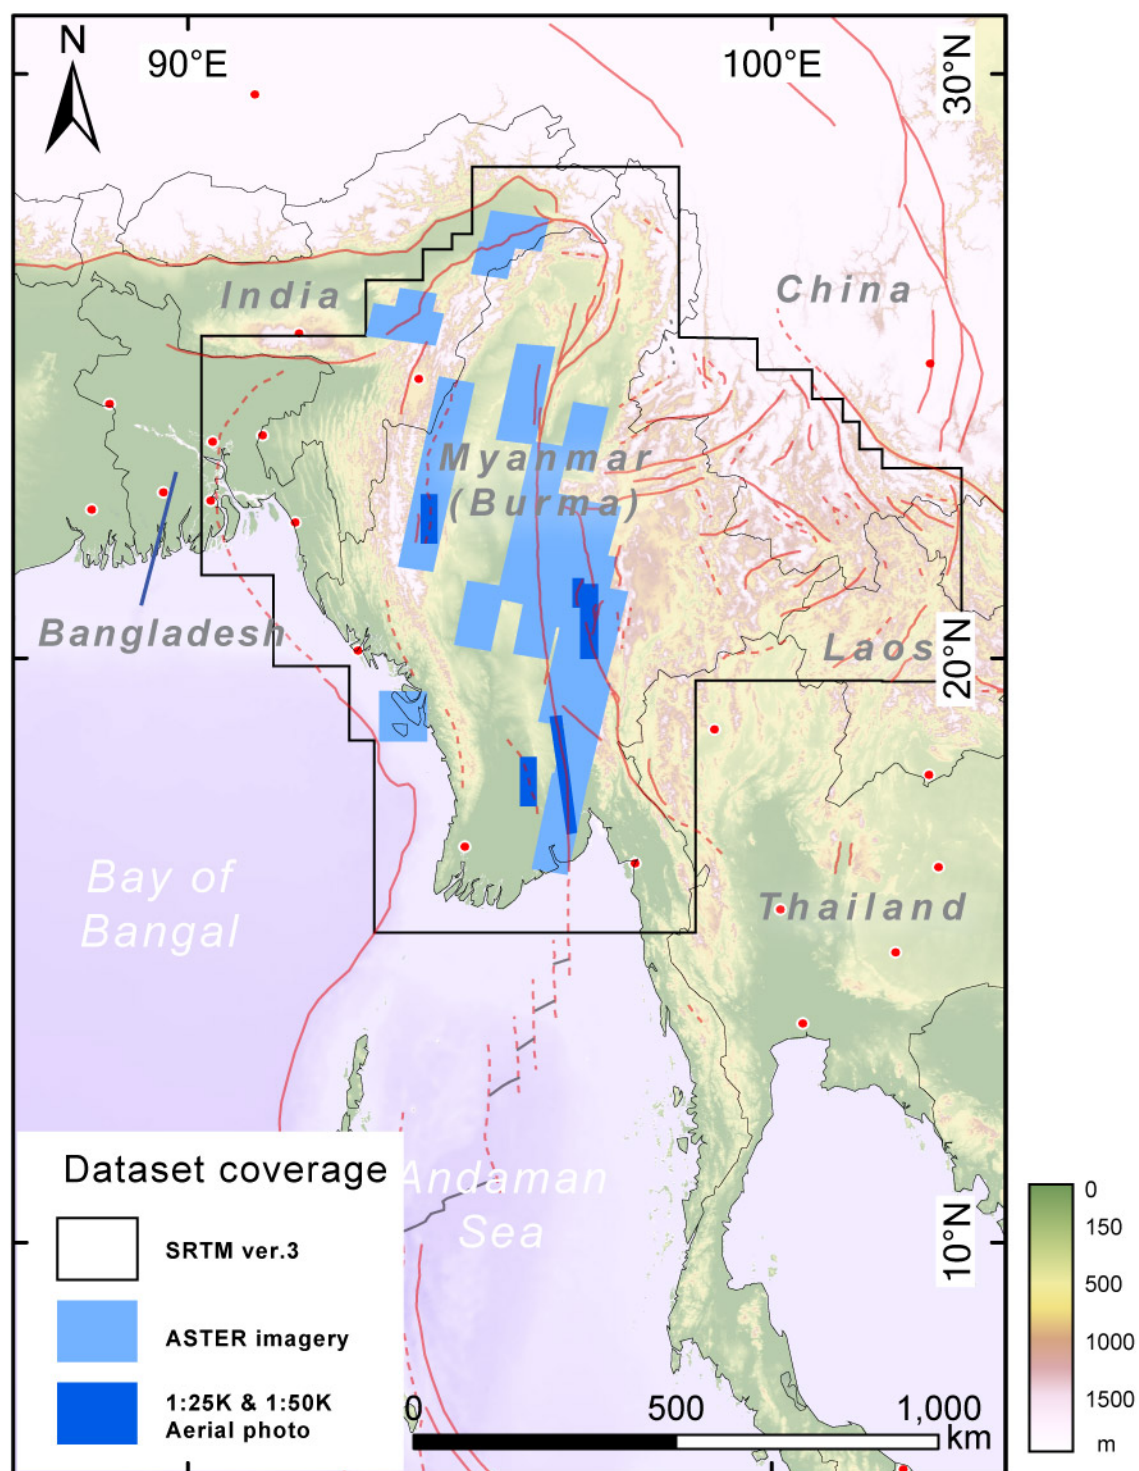 N
90°E
100°E
30°N
India
China
Myanmar
(Burma)
Bangladesh
Laos
20°N
Bay of
Bangal
Thailand
Andaman
Sea
10°N
Dataset coverage
SRTM ver.3
ASTER imagery
1:25K & 1:50K
Aerial photo
0
500
1,000
km
0
150
500
1000
1500
m